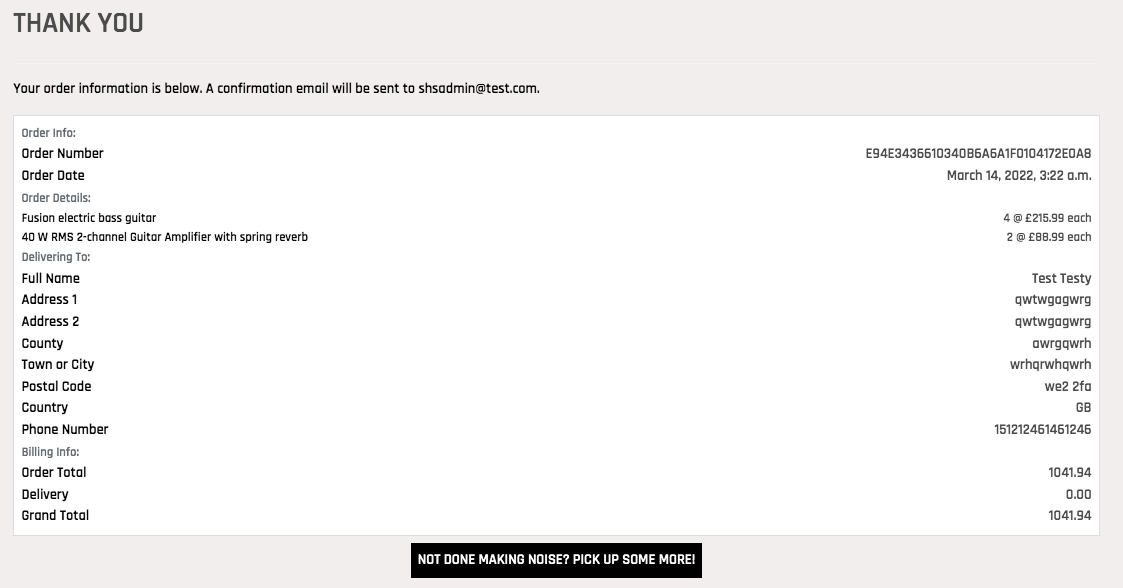 THANK YOU
Your order information is below. A confirmation email will be sent to shsadmin@test.com.
Order Info:
Order Number E94E3436610340B6A6A1F0104172E0A8
Order Date March 14, 2022, 3:22 a.m.
Order Details:
Fusion electric bass guitar 4 @ £215.99 each
40 W RMS 2-channel Guitar Amplifier with spring reverb 2 @ £88.99 each
Delivering To:
Full Name Test Testy
Address 1 qwtwgagwrg
Address 2 qwtwgagwrg
County awrgqwrh
Town or City wrhqrwhqwrh
Postal Code we2 2fa
Country GB
Phone Number 151212461461246
Billing Info:
Order Total 1041.94
Delivery 0.00
Grand Total 1041.94
NOT DONE MAKING NOISE? PICK UP SOME MORE!